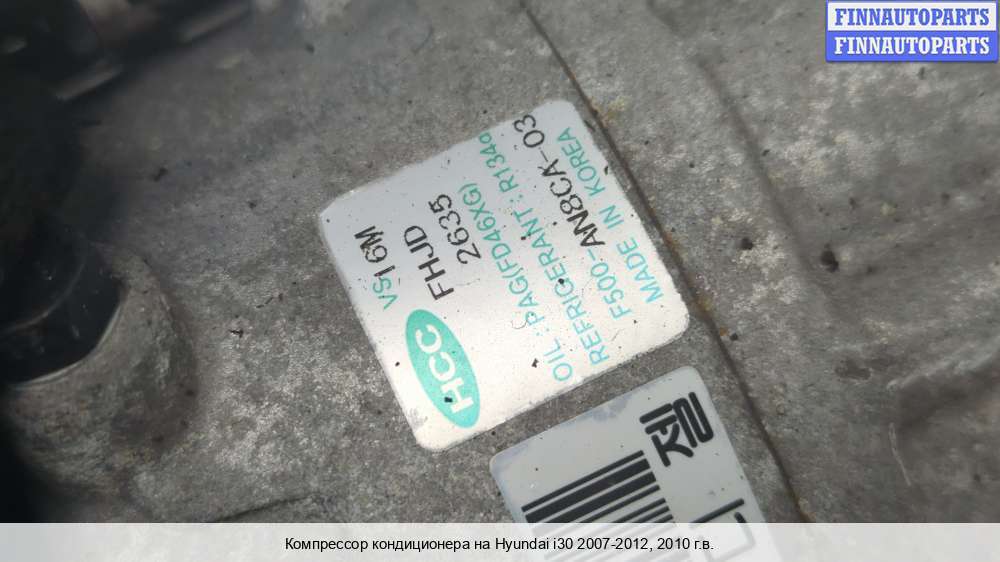 FINNAUTOPARTS
FINNAUTOPARTS
HCC
VS16M
FHJD
2635
OIL : PAG(FD46XG)
REFRIGERANT : R134a
F500-AN8CA-03
MADE IN KOREA
Компрессор кондиционера на Hyundai i30 2007-2012, 2010 г.в.